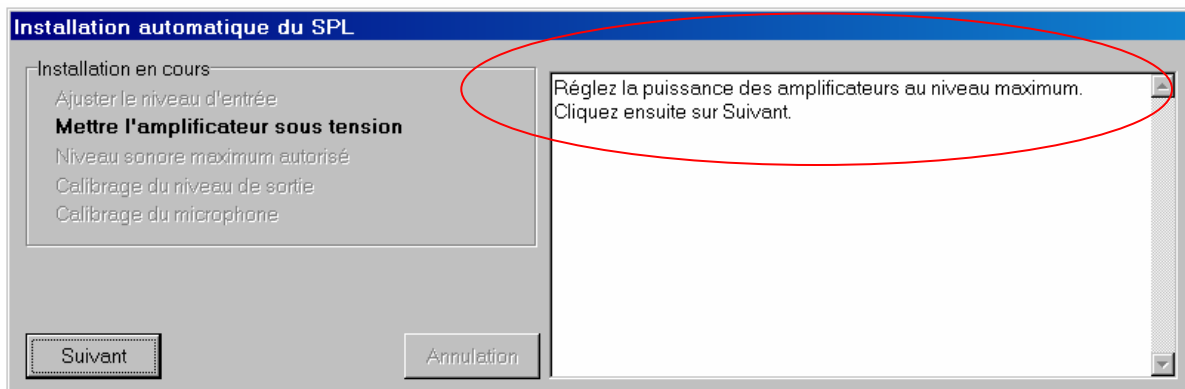 Installation automatique du SPL
Installation en cours
Ajuster le niveau d'entrée
Mettre l'amplificateur sous tension
Niveau sonore maximum autorisé
Calibrage du niveau de sortie
Calibrage du microphone
Réglez la puissance des amplificateurs au niveau maximum.
Cliquez ensuite sur Suivant.
Suivant
Annulation